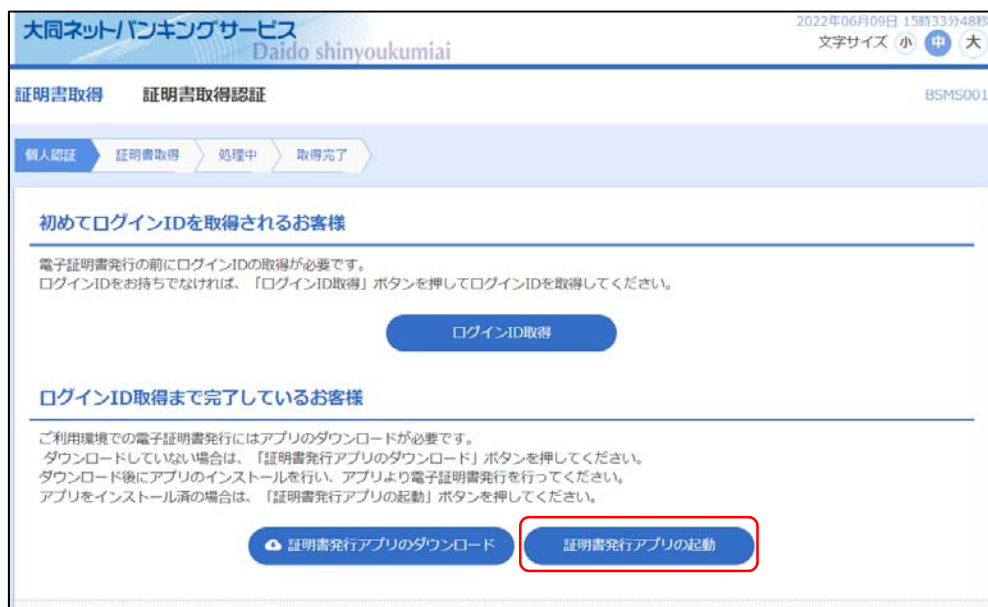 大同ネットバンキングサービス
Daido shinyoukumiai
2022年06月09日 15時33分48秒
文字サイズ 小 中 大
証明書取得 証明書取得認証
BSMS001
個人認証 証明書取得 処理中 取得完了
初めてログインIDを取得されるお客様
電子証明書発行の前にログインIDの取得が必要です。
ログインIDをお持ちでなければ、「ログインID取得」ボタンを押してログインIDを取得してください。
ログインID取得
ログインID取得まで完了しているお客様
ご利用環境での電子証明書発行にはアプリのダウンロードが必要です。
ダウンロードしていない場合は、「証明書発行アプリのダウンロード」ボタンを押してください。
ダウンロード後にアプリのインストールを行い、アプリより電子証明書発行を行ってください。
アプリをインストール済の場合は、「証明書発行アプリの起動」ボタンを押してください。
証明書発行アプリのダウンロード 証明書発行アプリの起動